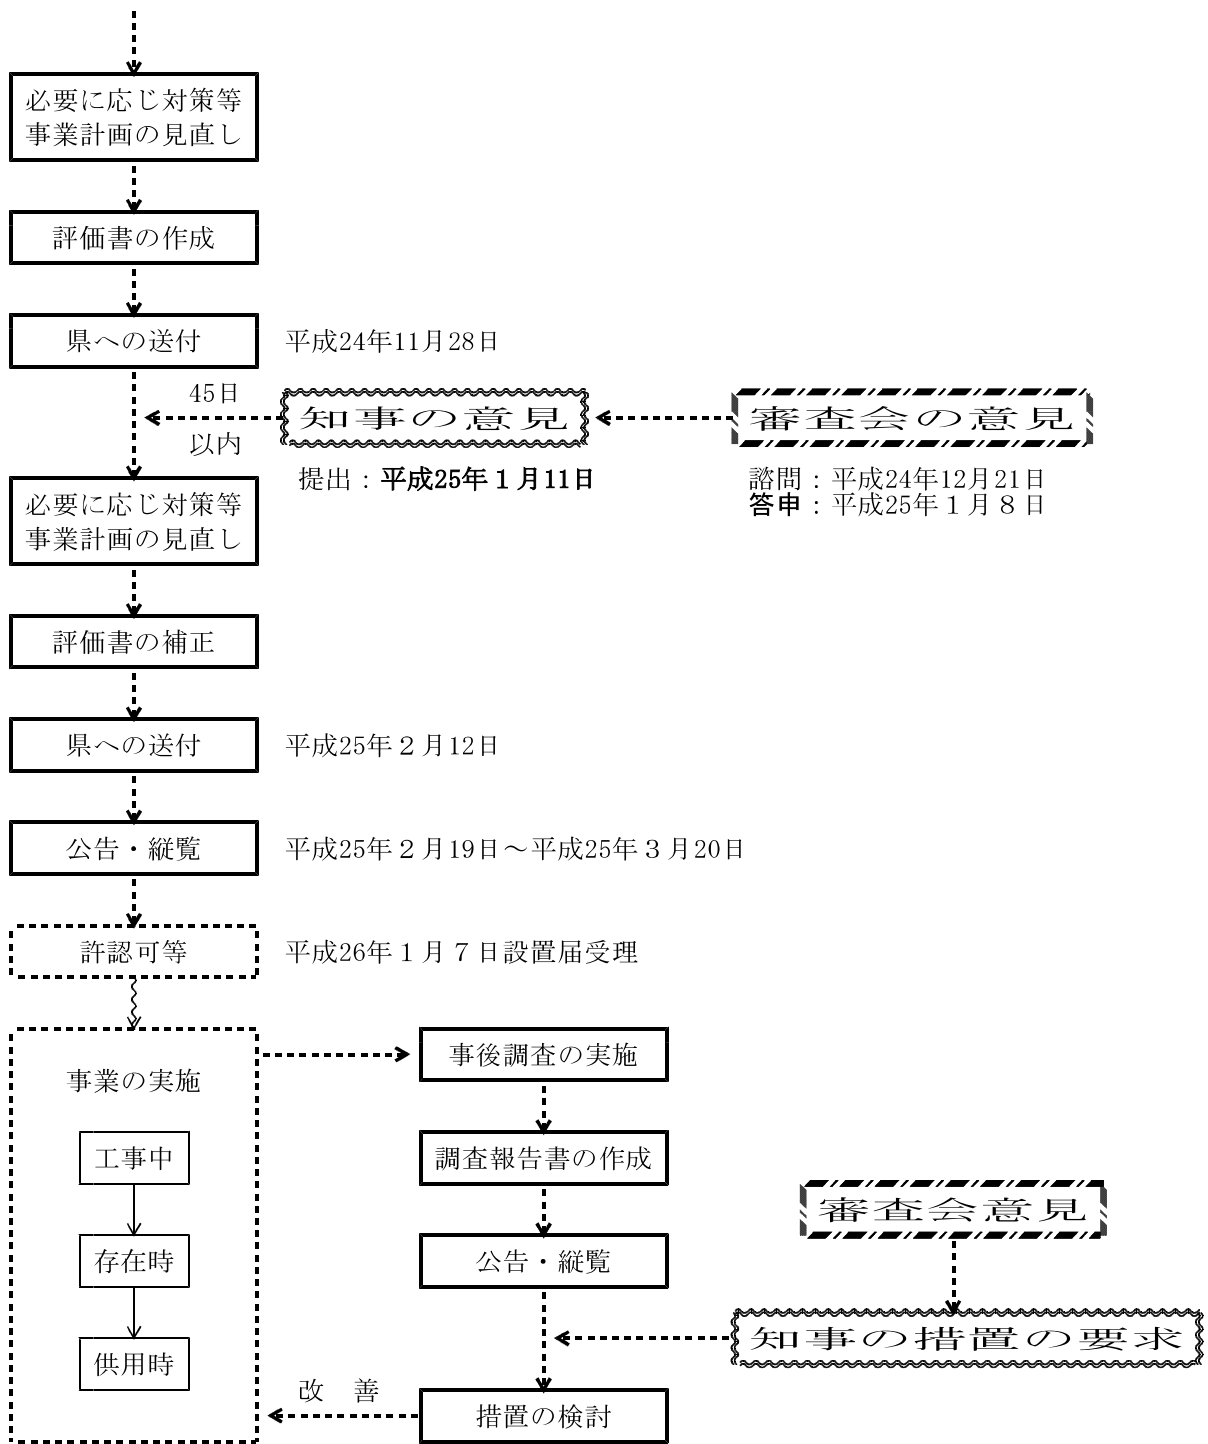 必要に応じ対策等
事業計画の見直し
評価書の作成
県への送付
平成24年11月28日
45日
以内
知事の意見
審査会の意見
提出：平成25年１月11日
諮問：平成24年12月21日
答申：平成25年１月８日
必要に応じ対策等
事業計画の見直し
評価書の補正
県への送付
平成25年２月12日
公告・縦覧
平成25年２月19日～平成25年３月20日
許認可等
平成26年１月７日設置届受理
事業の実施
工事中
存在時
供用時
事後調査の実施
調査報告書の作成
公告・縦覧
審査会意見
知事の措置の要求
改　善
措置の検討